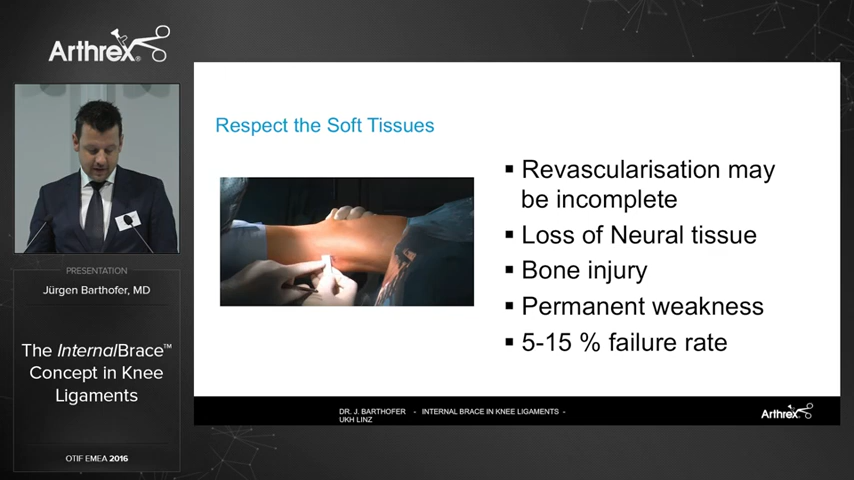 Arthrex®
PRESENTATION
Jürgen Barthofer, MD
The InternalBrace™
Concept in Knee
Ligaments
OTIF EMEA 2016
Respect the Soft Tissues
▪ Revascularisation may
be incomplete
▪ Loss of Neural tissue
▪ Bone injury
▪ Permanent weakness
▪ 5-15 % failure rate
DR. J. BARTHOFER - INTERNAL BRACE IN KNEE LIGAMENTS -
UKH LINZ
Arthrex